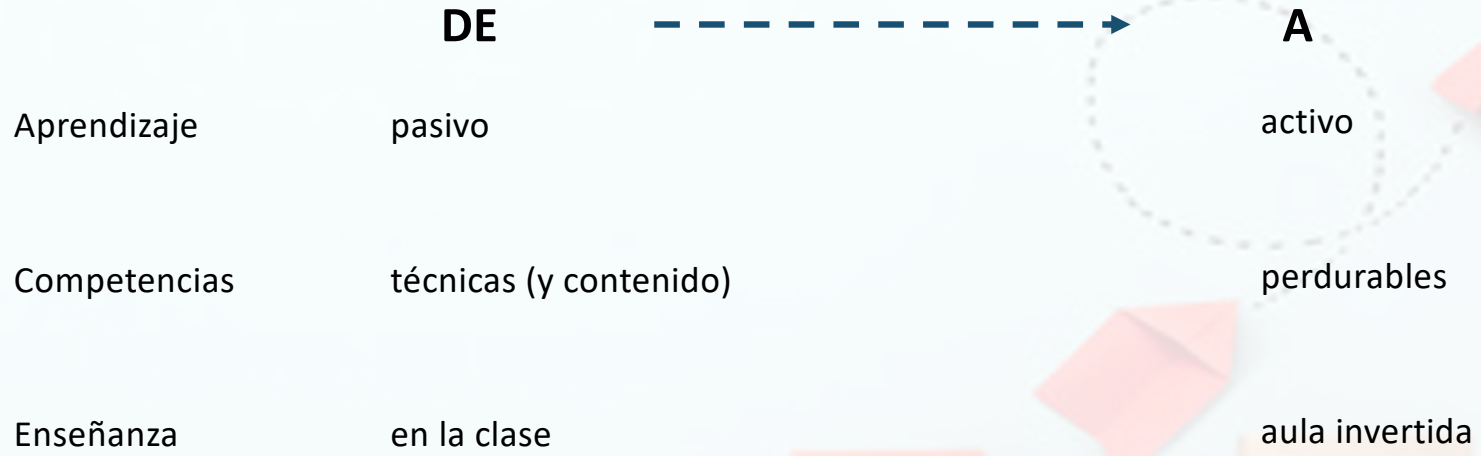 DE A
Aprendizaje pasivo activo
Competencias técnicas (y contenido) perdurables
Enseñanza en la clase aula invertida